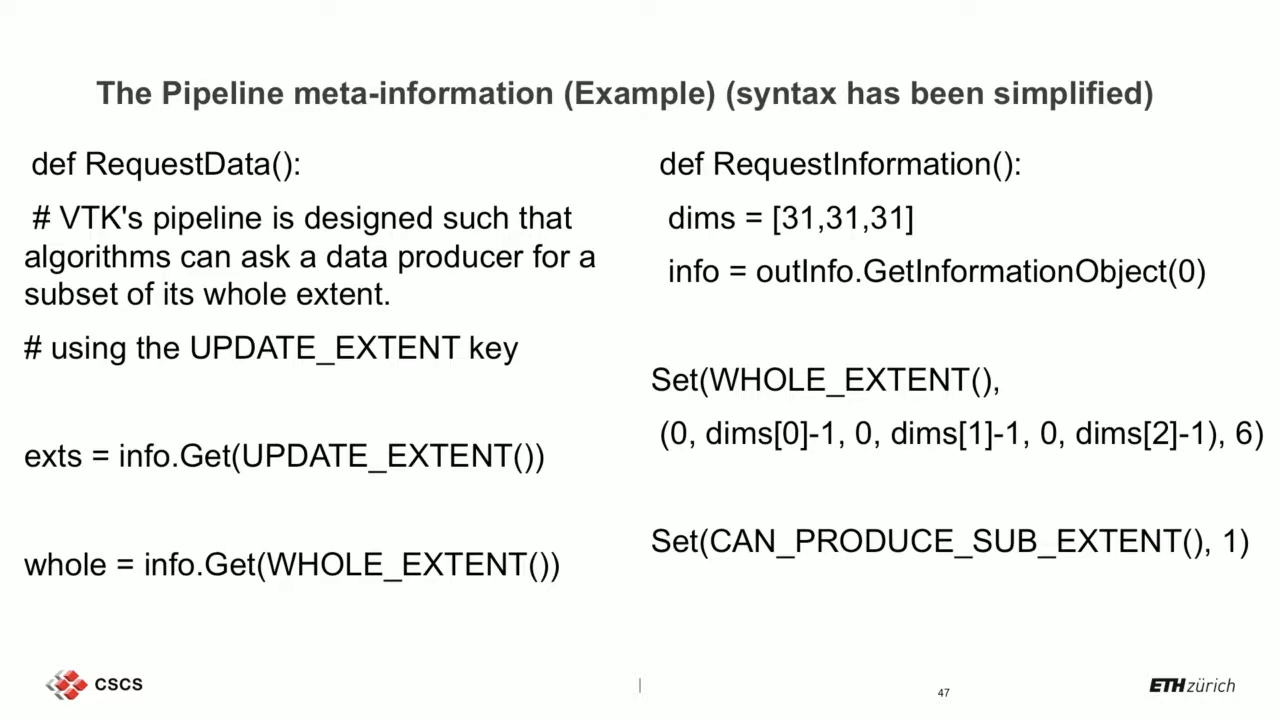 The Pipeline meta-information (Example) (syntax has been simplified)
def RequestData():
# VTK's pipeline is designed such that
algorithms can ask a data producer for a
subset of its whole extent.
# using the UPDATE_EXTENT key
exts = info.Get(UPDATE_EXTENT())
whole = info.Get(WHOLE_EXTENT())
def RequestInformation():
dims = [31,31,31]
info = outInfo.GetInformationObject(0)
Set(WHOLE_EXTENT(),
(0, dims[0]-1, 0, dims[1]-1, 0, dims[2]-1), 6)
Set(CAN_PRODUCE_SUB_EXTENT(), 1)
CSCS
47
ETH zürich